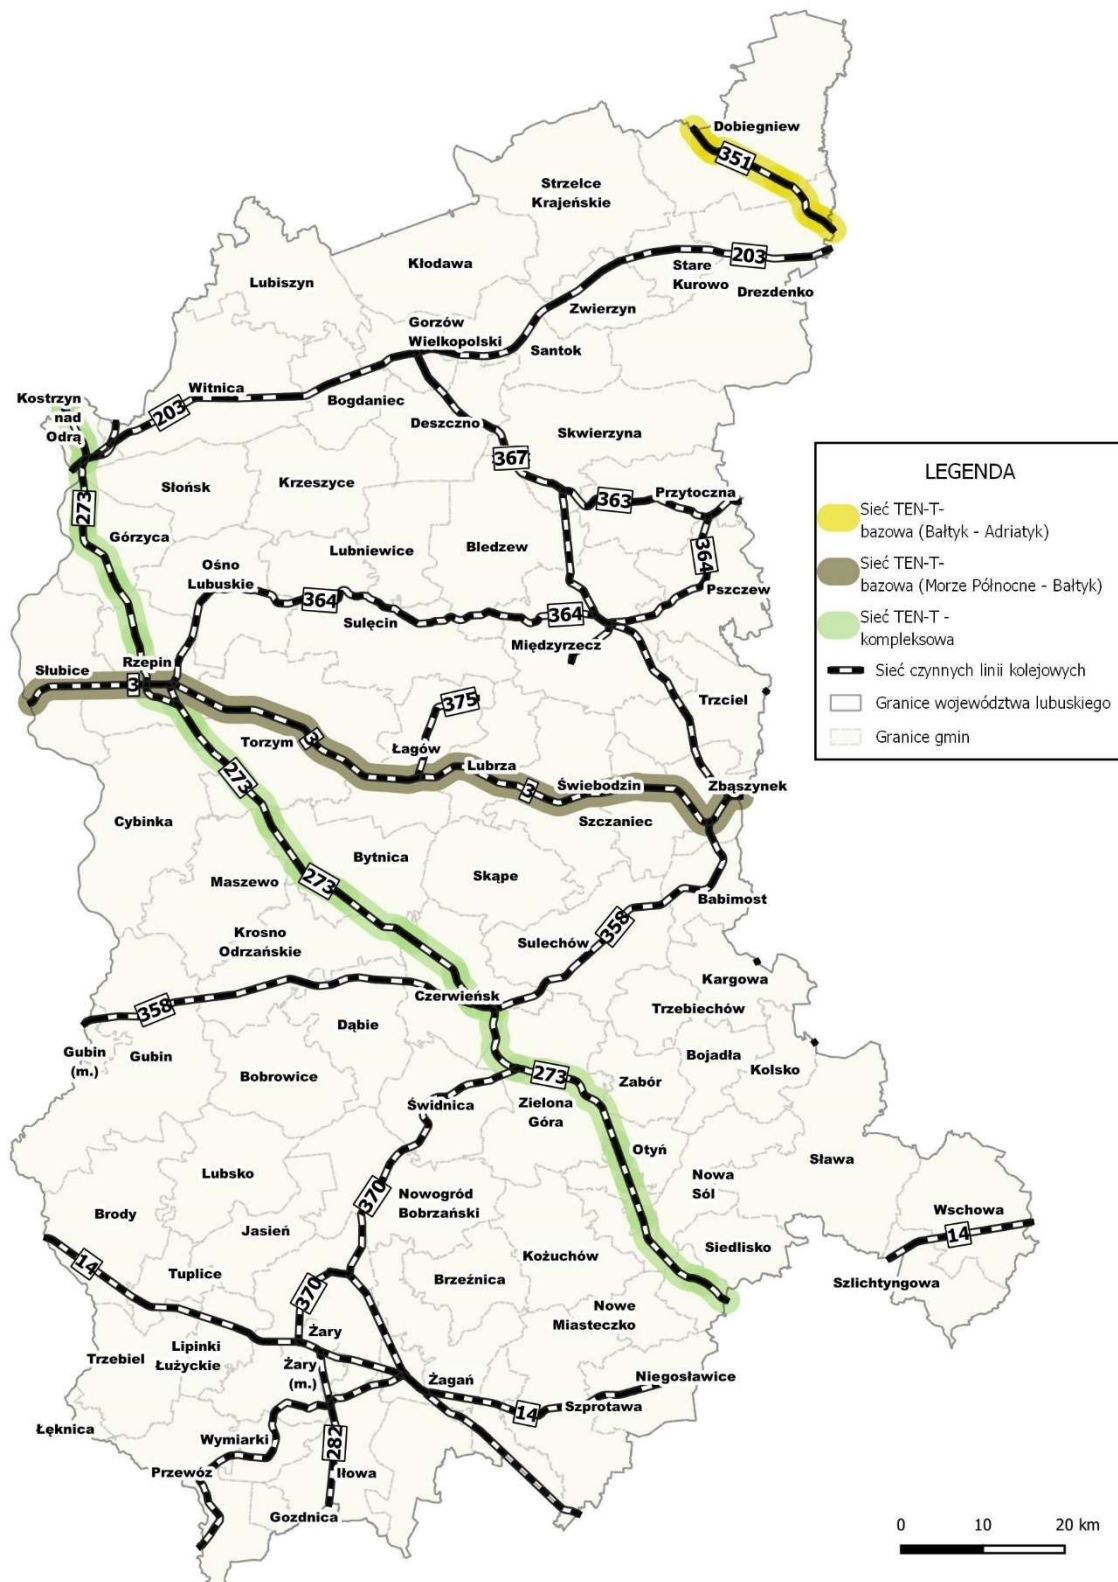 Dobiegniew
351
Strzelce
Krajeńskie
203
Stare
Kurowo
Kłodawa
Lubiszyn
Drezdenko
Zwierzyn
Gorzów
Wielkopolski
Santok
Witnica
Kostrzyn
nad
Odrą
203
Bogdaniec
Deszczno
Skwierzyna
367
LEGENDA
Słońsk
Krzeszyce
363
Przytoczna
273
Sieć TEN-T-
bazowa (Bałtyk - Adriatyk)
Górzyca
Lubniewice
Bledzew
364
Ośno
Lubuskie
Sieć TEN-T-
bazowa (Morze Północne - Bałtyk)
Pszczew
364
Sulęcin
364
Sieć TEN-T -
kompleksowa
Międzyrzecz
Słubice
Rzepin
Sieć czynnych linii kolejowych
3
375
Trzciel
Granice województwa lubuskiego
Torzym
3
Łagów
Granice gmin
Lubrza
273
3
Świebodzin
Zbąszynek
Cybinka
Szczaniec
Bytnica
Maszewo
273
Skąpe
Babimost
Krosno
Odrzańskie
Sulechów
358
Kargowa
Czerwieńsk
Trzebiechów
358
Dąbie
Gubin
(m.)
Gubin
Bojadła
Kolsko
Bobrowice
273
Zabór
Świdnica
Zielona
Góra
Otyń
Sława
Lubsko
Nowa
Sól
370
Nowogród
Bobrzański
Brody
Wschowa
Jasień
14
Siedlisko
14
Kożuchów
Tuplice
Brzeźnica
Szlichtyngowa
370
Nowe
Miasteczko
Żary
Trzebiel
Lipinki
Łużyckie
Żary
(m.)
Żagań
Niegosławice
14
Szprotawa
Łęknica
Wymiarki
282
Przewóz
Iłowa
Gozdnica
0
10
20 km